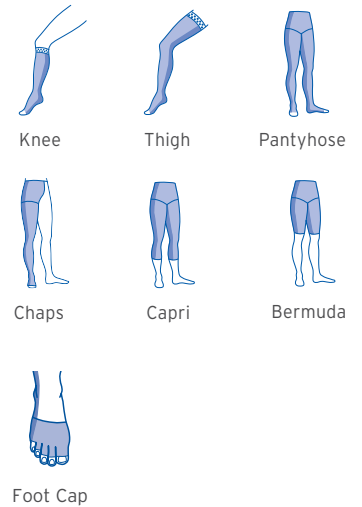 Knee
Thigh
Pantyhose
Chaps
Capri
Bermuda
Foot Cap